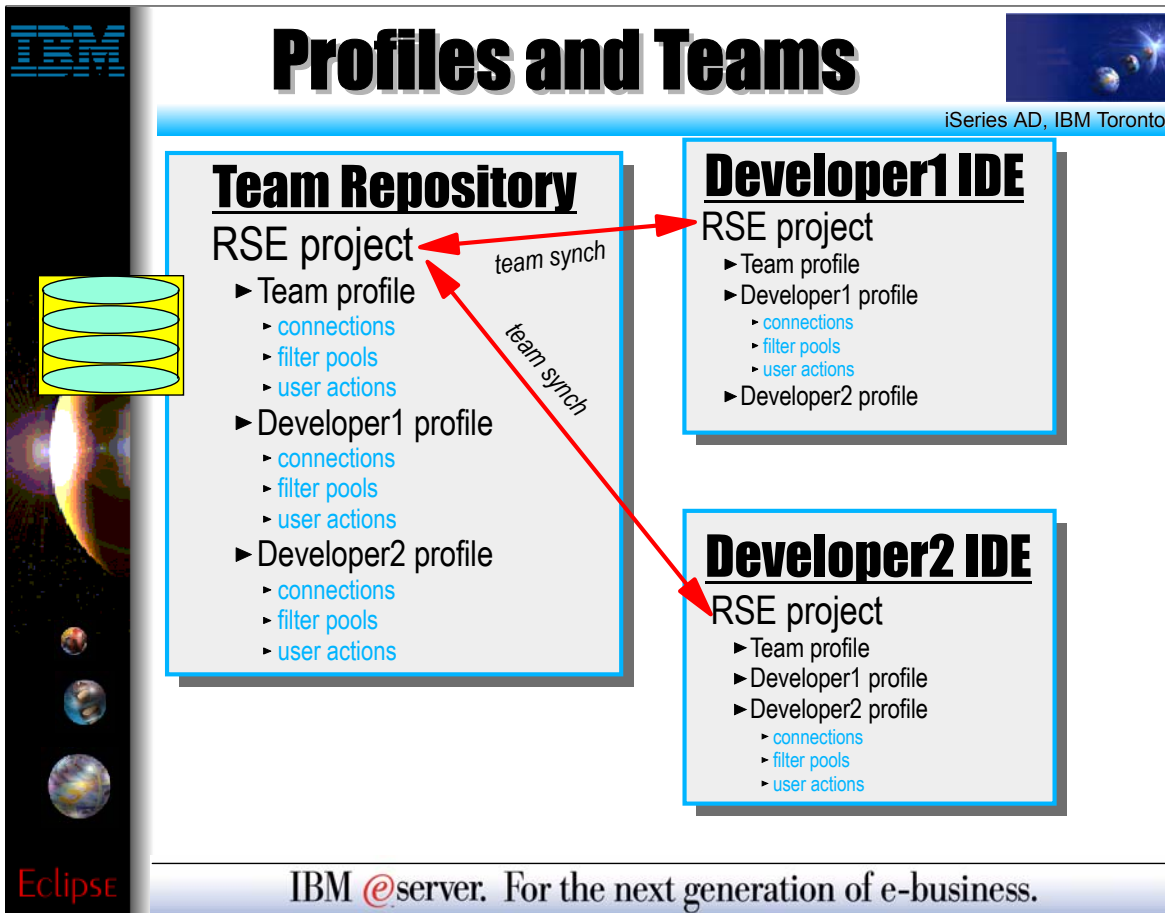 IBM
Profiles and Teams
iSeries AD, IBM Toronto
Team Repository
RSE project
►Team profile
► connections
► filter pools
► user actions
►Developer1 profile
► connections
► filter pools
► user actions
►Developer2 profile
► connections
► filter pools
► user actions
team synch
team synch
Developer1 IDE
RSE project
►Team profile
►Developer1 profile
► connections
► filter pools
► user actions
►Developer2 profile
Developer2 IDE
RSE project
►Team profile
►Developer1 profile
►Developer2 profile
► connections
► filter pools
► user actions
Eclipse
IBM @server. For the next generation of e-business.